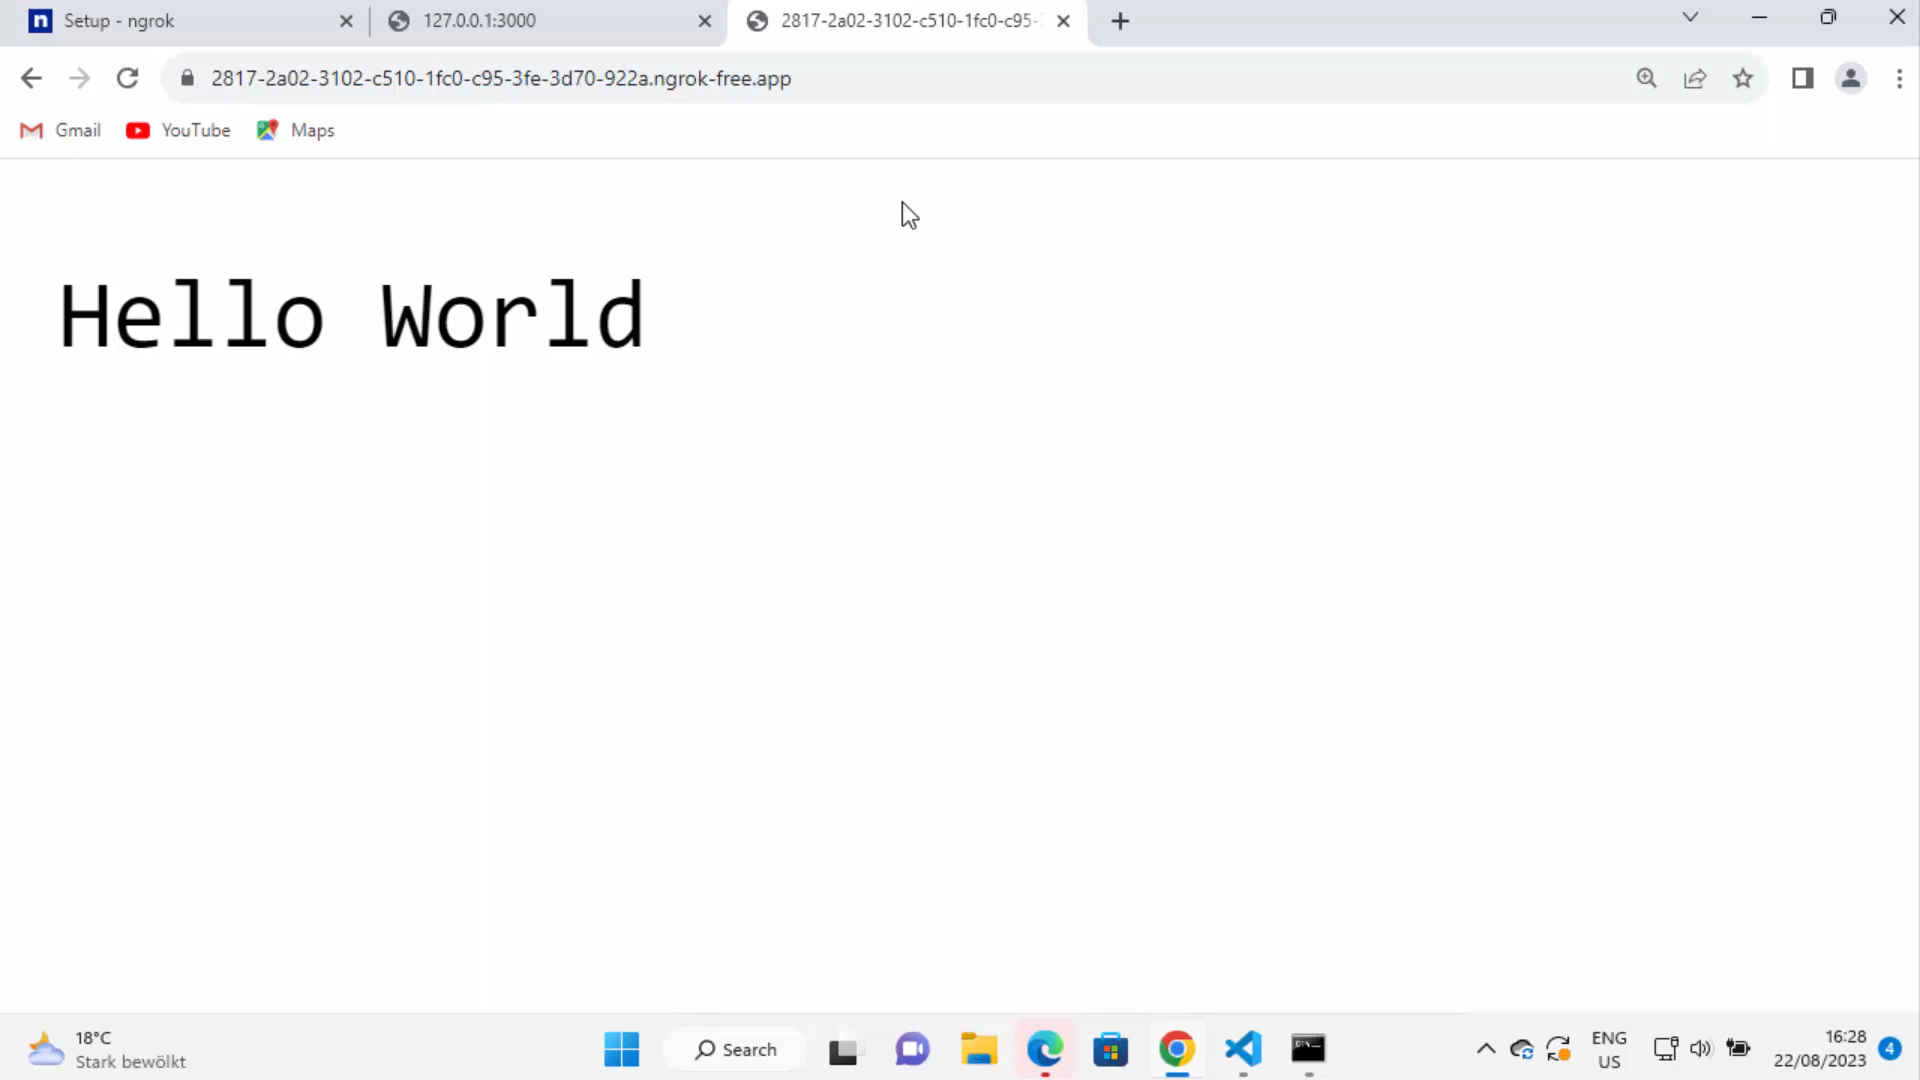 Setup - ngrok
127.0.0.1:3000
2817-2a02-3102-c510-1fc0-c95-
2817-2a02-3102-c510-1fc0-c95-3fe-3d70-922a.ngrok-free.app
Gmail
YouTube
Maps
Hello World
18°C
Stark bewölkt
Search
ENG
US
16:28
22/08/2023
4